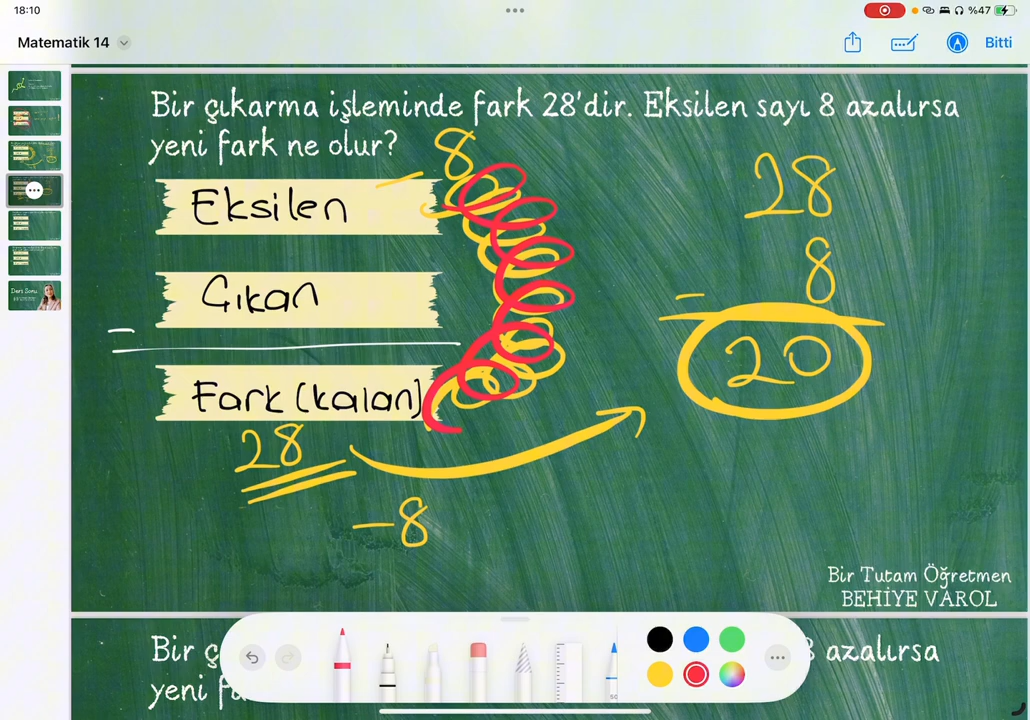 18:10
%47
Matematik 14
Bitti
Bir çıkarma işleminde fark 28'dir. Eksilen sayı 8 azalırsa
yeni fark ne olur?
8
28
Eksilen
8
Çıkan
20
Fark (kalan)
28
-8
Bir Tutam Öğretmen
BEHİYE VAROL
Ders Sonu
8 azalırsa
yeni